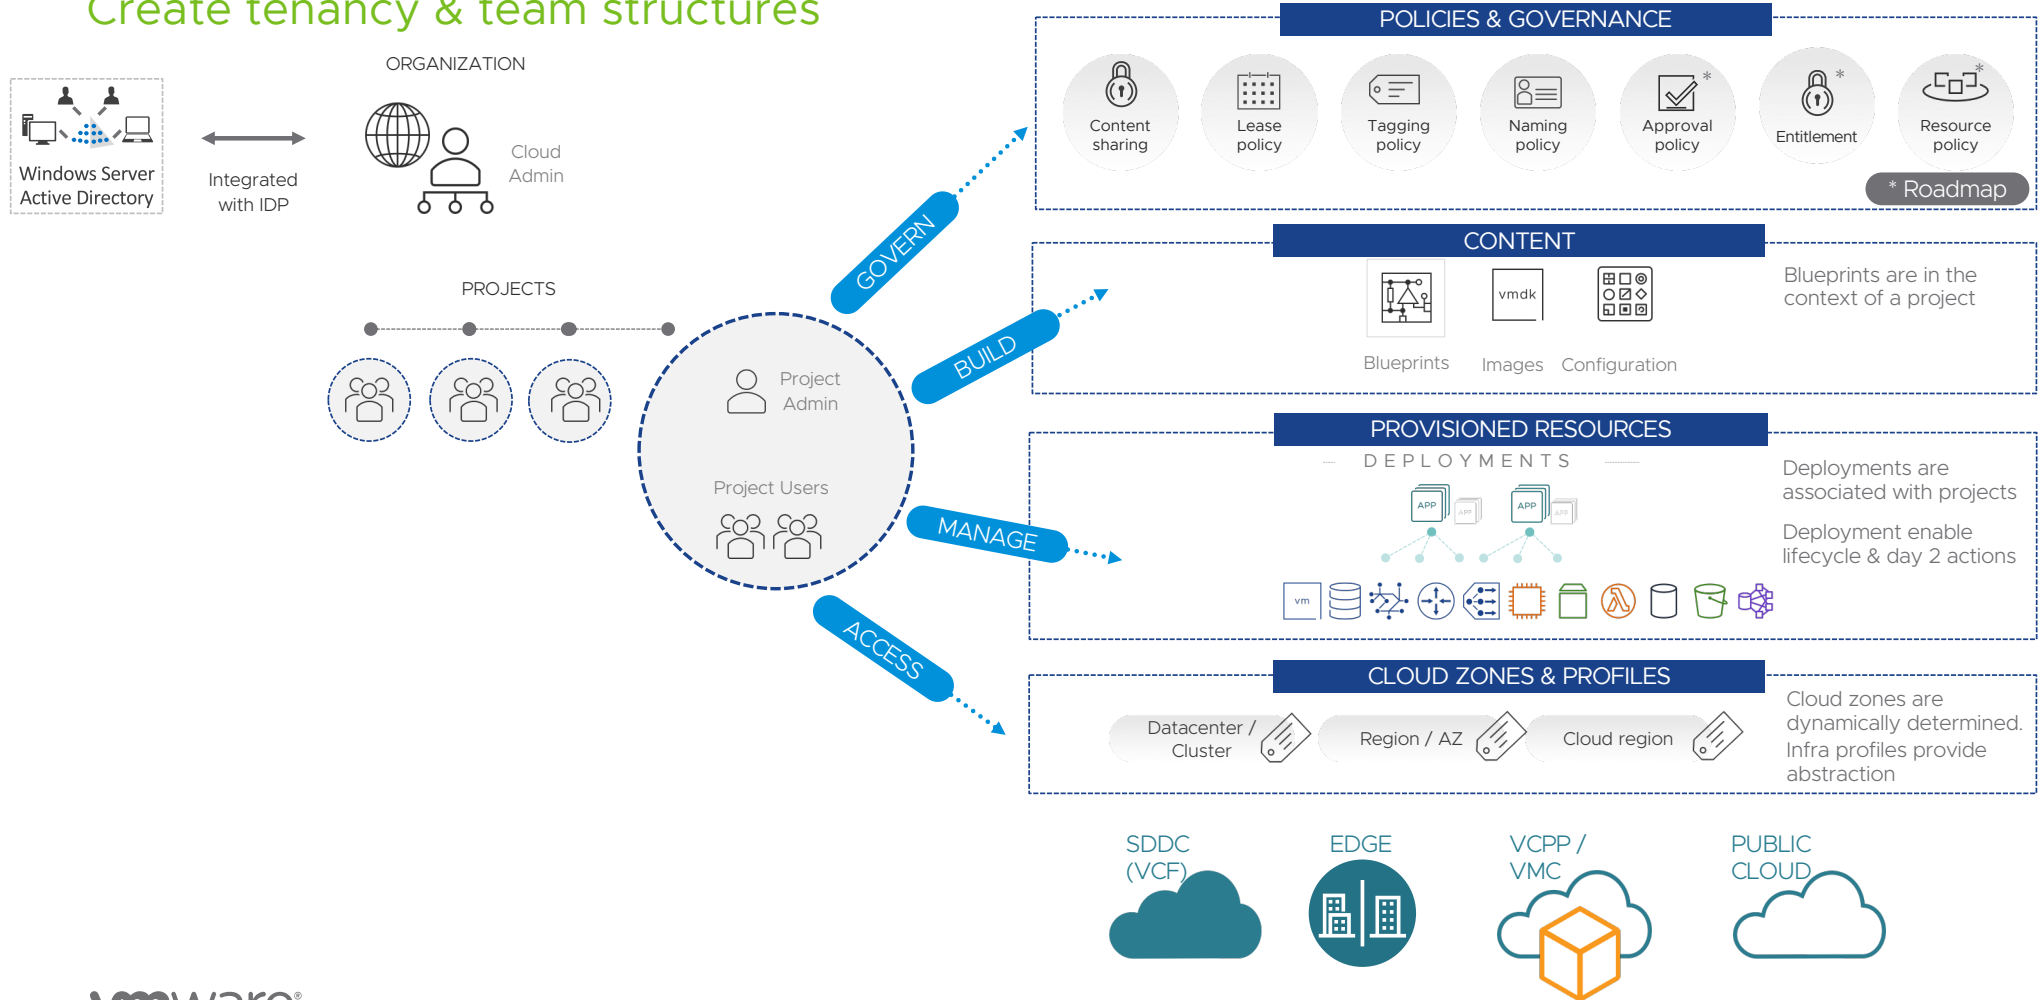 Create tenancy & team structures
ORGANIZATION
Windows Server
Active Directory
Integrated
with IDP
Cloud
Admin
PROJECTS
Project
Admin
Project Users
GOVERN
BUILD
MANAGE
ACCESS
POLICIES & GOVERNANCE
Content
sharing
Lease
policy
Tagging
policy
Naming
policy
*
Approval
policy
*
Entitlement
*
Resource
policy
* Roadmap
CONTENT
vmdk
Blueprints
Images
Configuration
Blueprints are in the
context of a project
PROVISIONED RESOURCES
DEPLOYMENTS
APP
APP
APP
APP
vm
Deployments are
associated with projects
Deployment enable
lifecycle & day 2 actions
CLOUD ZONES & PROFILES
Datacenter /
Cluster
Region / AZ
Cloud region
Cloud zones are
dynamically determined.
Infra profiles provide
abstraction
SDDC
(VCF)
EDGE
VCPP /
VMC
PUBLIC
CLOUD
vmware®